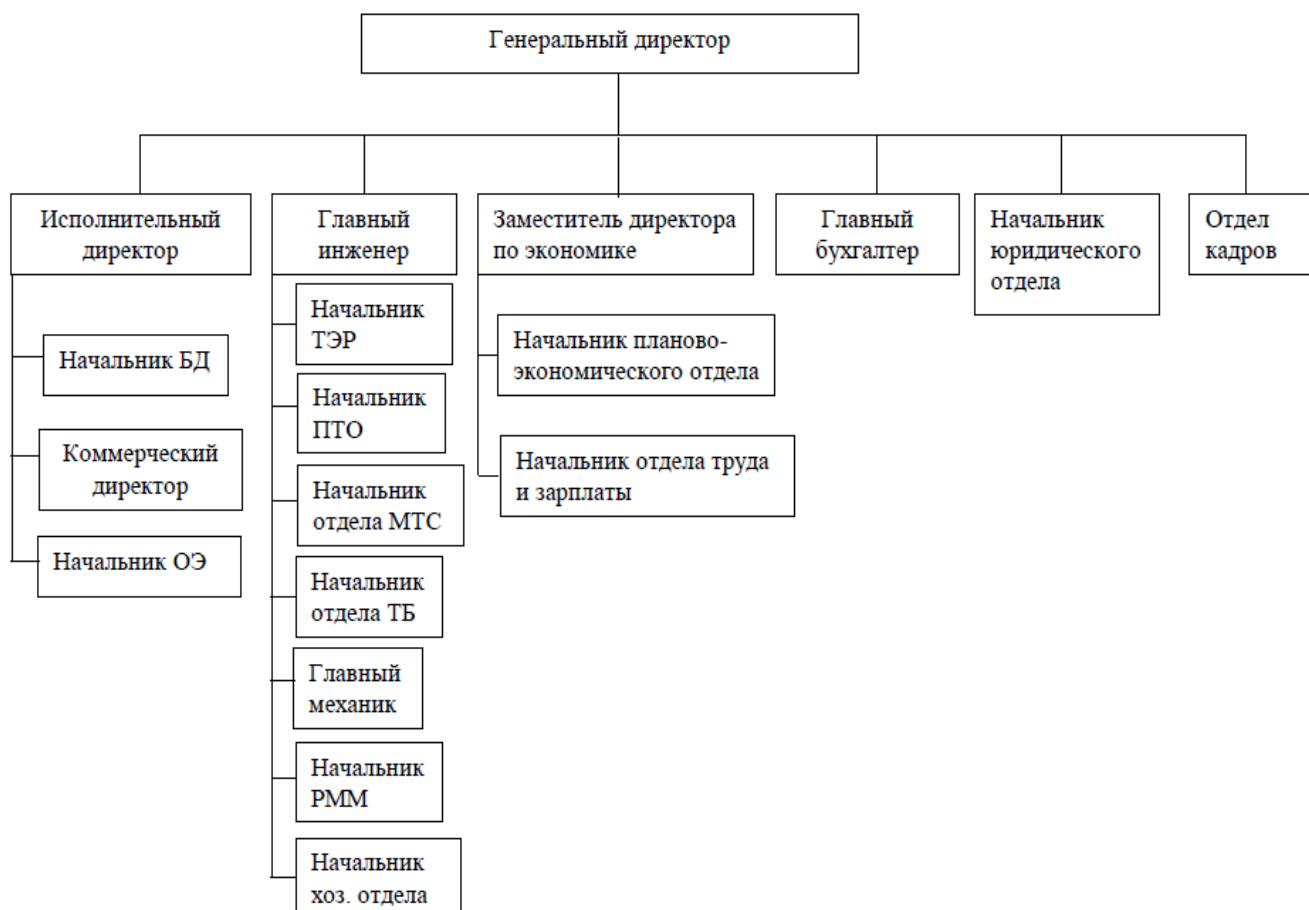 Генеральный директор
Исполнительный
директор
Главный
инженер
Заместитель директора
по экономике
Главный
бухгалтер
Начальник
юридического
отдела
Отдел
кадров
Начальник БД
Коммерческий
директор
Начальник ОЭ
Начальник
ТЭР
Начальник
ПТО
Начальник
отдела МТС
Начальник
отдела ТБ
Главный
механик
Начальник
РММ
Начальник
хоз. отдела
Начальник планово-
экономического отдела
Начальник отдела труда
и зарплаты